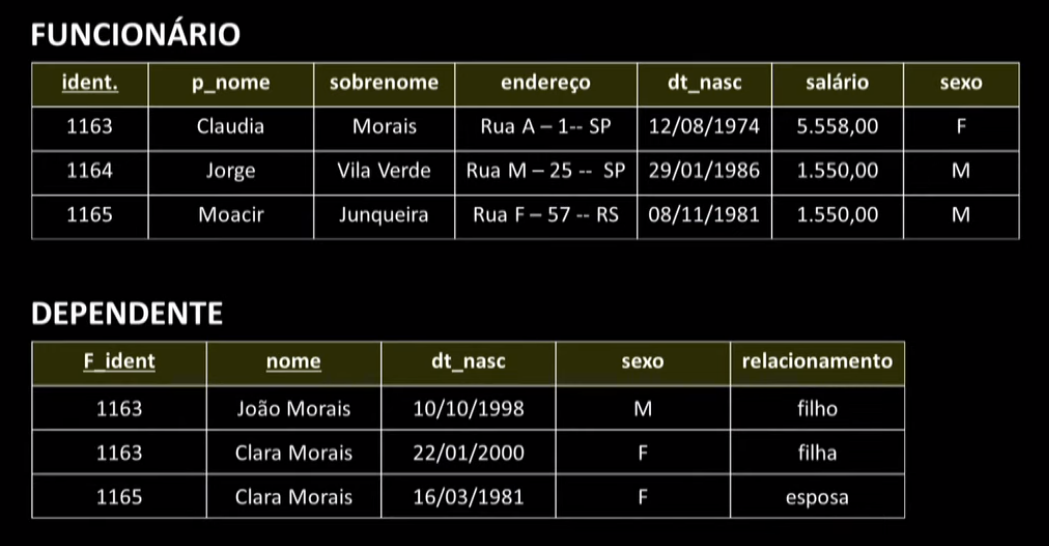 FUNCIONÁRIO
ident. p_nome sobrenome endereço dt_nasc salário sexo
1163 Claudia Morais Rua A – 1-- SP 12/08/1974 5.558,00 F
1164 Jorge Vila Verde Rua M – 25 -- SP 29/01/1986 1.550,00 M
1165 Moacir Junqueira Rua F – 57 -- RS 08/11/1981 1.550,00 M
DEPENDENTE
F_ident nome dt_nasc sexo relacionamento
1163 João Morais 10/10/1998 M filho
1163 Clara Morais 22/01/2000 F filha
1165 Clara Morais 16/03/1981 F esposa